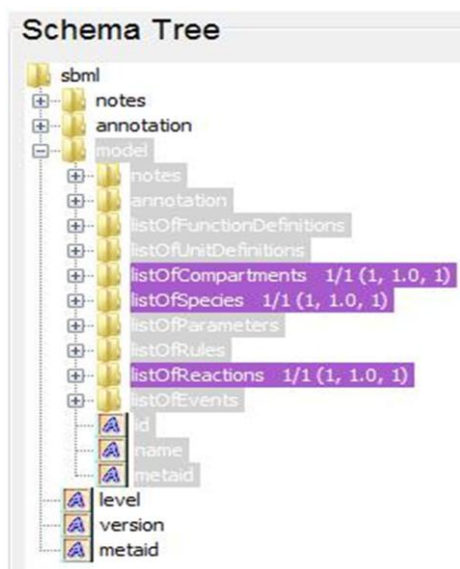 Schema Tree
sbml
notes
annotation
model
notes
annotation
listOfFunctionDefinitions
listOfUnitDefinitions
listOfCompartments 1/1 (1, 1.0, 1)
listOfSpecies 1/1 (1, 1.0, 1)
listOfParameters
listOfRules
listOfReactions 1/1 (1, 1.0, 1)
listOfEvents
id
name
metaid
level
version
metaid